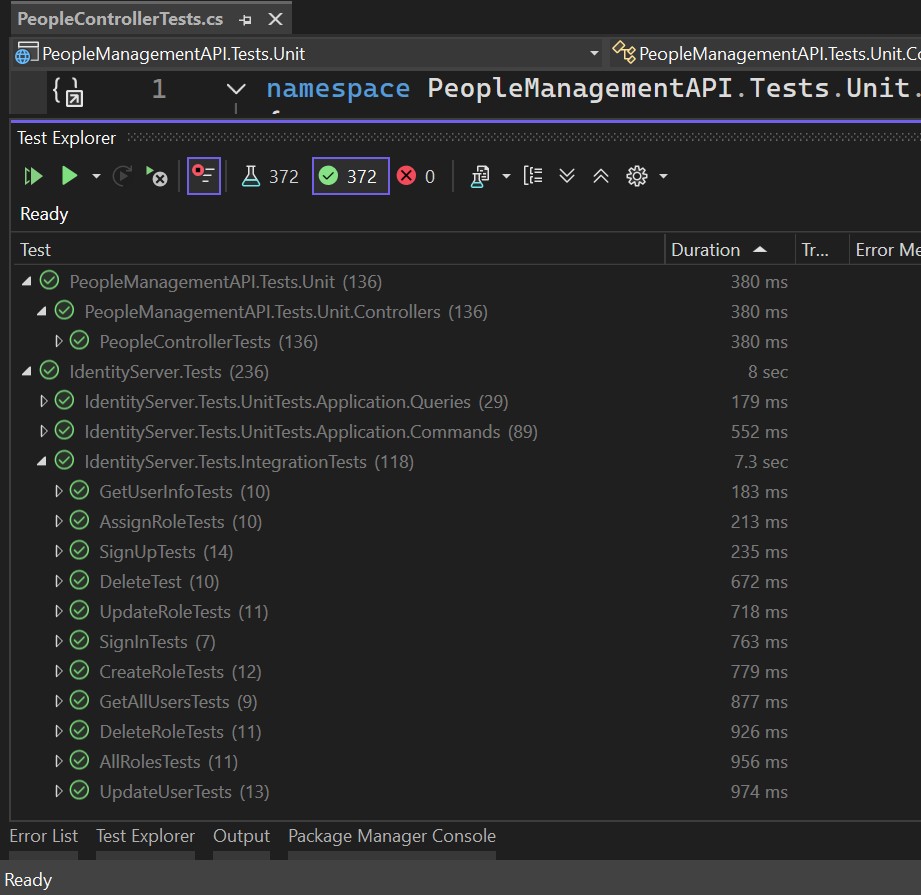 PeopleControllerTests.cs
PeopleManagementAPI.Tests.Unit PeopleManagementAPI.Tests.Unit.Co
1 namespace PeopleManagementAPI.Tests.Unit.
Test Explorer
372 372 0
Ready
Test Duration Tr... Error Me
PeopleManagementAPI.Tests.Unit (136) 380 ms
PeopleManagementAPI.Tests.Unit.Controllers (136) 380 ms
PeopleControllerTests (136) 380 ms
IdentityServer.Tests (236) 8 sec
IdentityServer.Tests.UnitTests.Application.Queries (29) 179 ms
IdentityServer.Tests.UnitTests.Application.Commands (89) 552 ms
IdentityServer.Tests.IntegrationTests (118) 7.3 sec
GetUserInfoTests (10) 183 ms
AssignRoleTests (10) 213 ms
SignUpTests (14) 235 ms
DeleteTest (10) 672 ms
UpdateRoleTests (11) 718 ms
SignInTests (7) 763 ms
CreateRoleTests (12) 779 ms
GetAllUsersTests (9) 877 ms
DeleteRoleTests (11) 926 ms
AllRolesTests (11) 956 ms
UpdateUserTests (13) 974 ms
Error List Test Explorer Output Package Manager Console
Ready